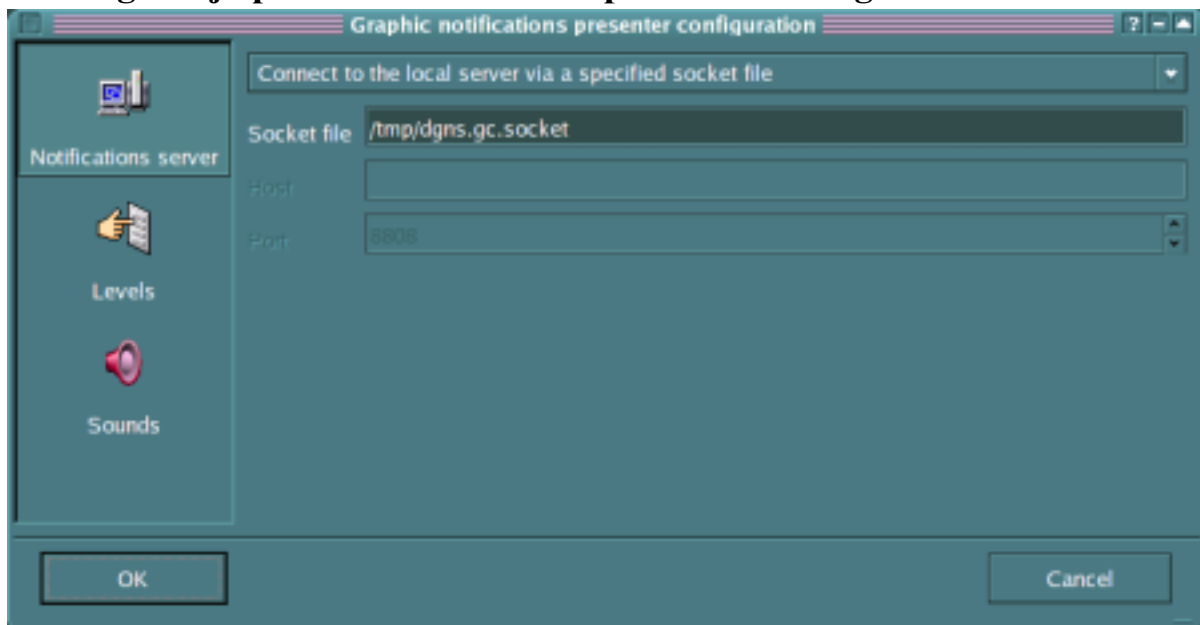 Graphic notifications presenter configuration
Connect to the local server via a specified socket file
Socket file /tmp/dgns.gc.socket
Notifications server
Host
Port 8808
Levels
Sounds
OK
Cancel